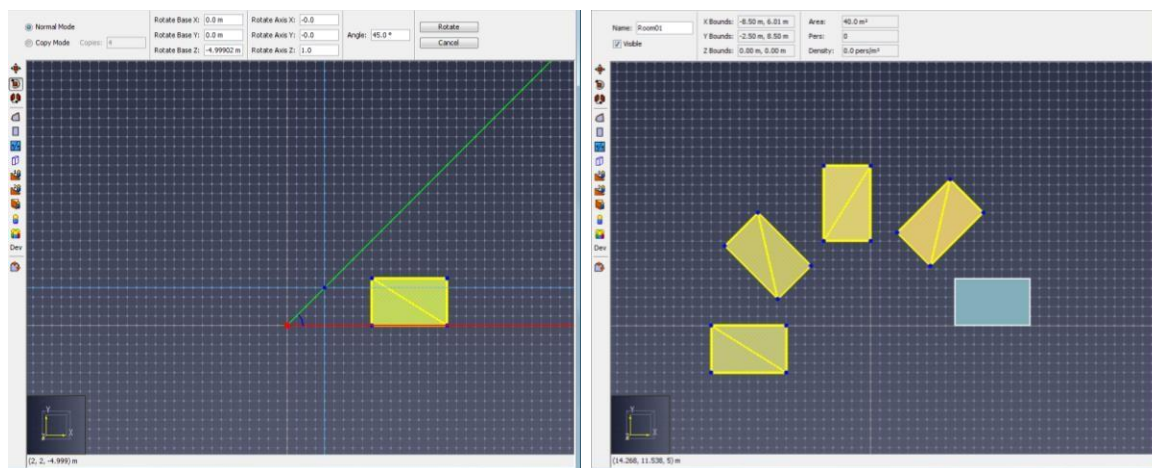 Normal Mode
Copy Mode Copies: 4
Rotate Base X: 0.0 m
Rotate Base Y: 0.0 m
Rotate Base Z: -4.99902 m
Rotate Axis X: -0.0
Rotate Axis Y: -0.0
Rotate Axis Z: 1.0
Angle: 45.0 °
Rotate
Cancel
Dev
Y
X
Z
(2, 2, -4.999) m
Name: Room01
Visible
X Bounds: -8.50 m, 6.01 m
Y Bounds: -2.50 m, 8.50 m
Z Bounds: 0.00 m, 0.00 m
Area: 40.0 m²
Pers: 0
Density: 0.0 pers/m²
Dev
Y
X
Z
(14.268, 11.538, 5) m